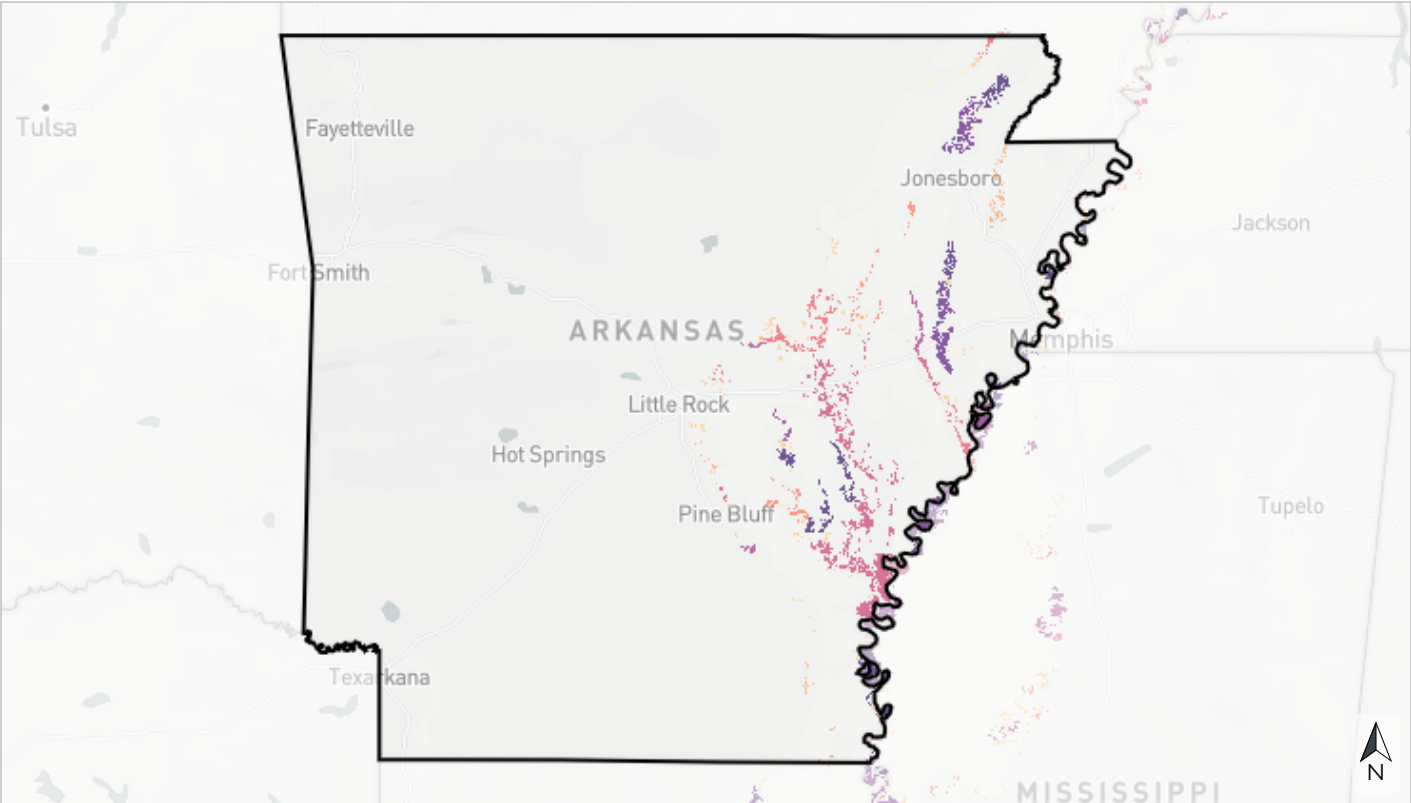 Tulsa
Fayetteville
Jonesboro
Jackson
Fort Smith
ARKANSAS
Memphis
Little Rock
Hot Springs
Pine Bluff
Tupelo
Texarkana
N
MISSISSIPPI